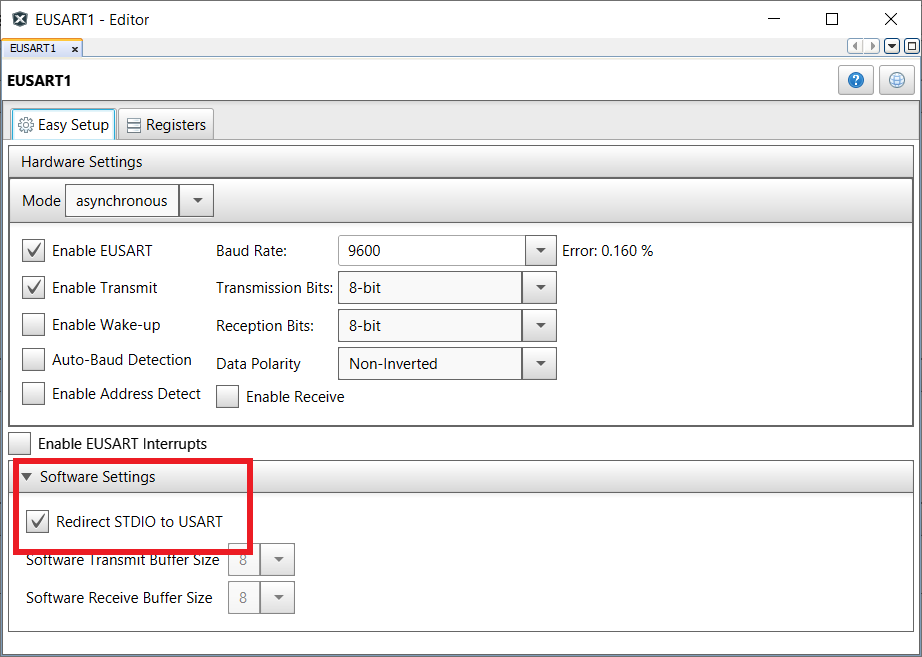 EUSART1 - Editor
EUSART1 x
EUSART1
?
Easy Setup Registers
Hardware Settings
Mode asynchronous
Enable EUSART Baud Rate: 9600 Error: 0.160 %
Enable Transmit Transmission Bits: 8-bit
Enable Wake-up Reception Bits: 8-bit
Auto-Baud Detection Data Polarity Non-Inverted
Enable Address Detect Enable Receive
Enable EUSART Interrupts
Software Settings
Redirect STDIO to USART
Software Transmit Buffer Size 8
Software Receive Buffer Size 8